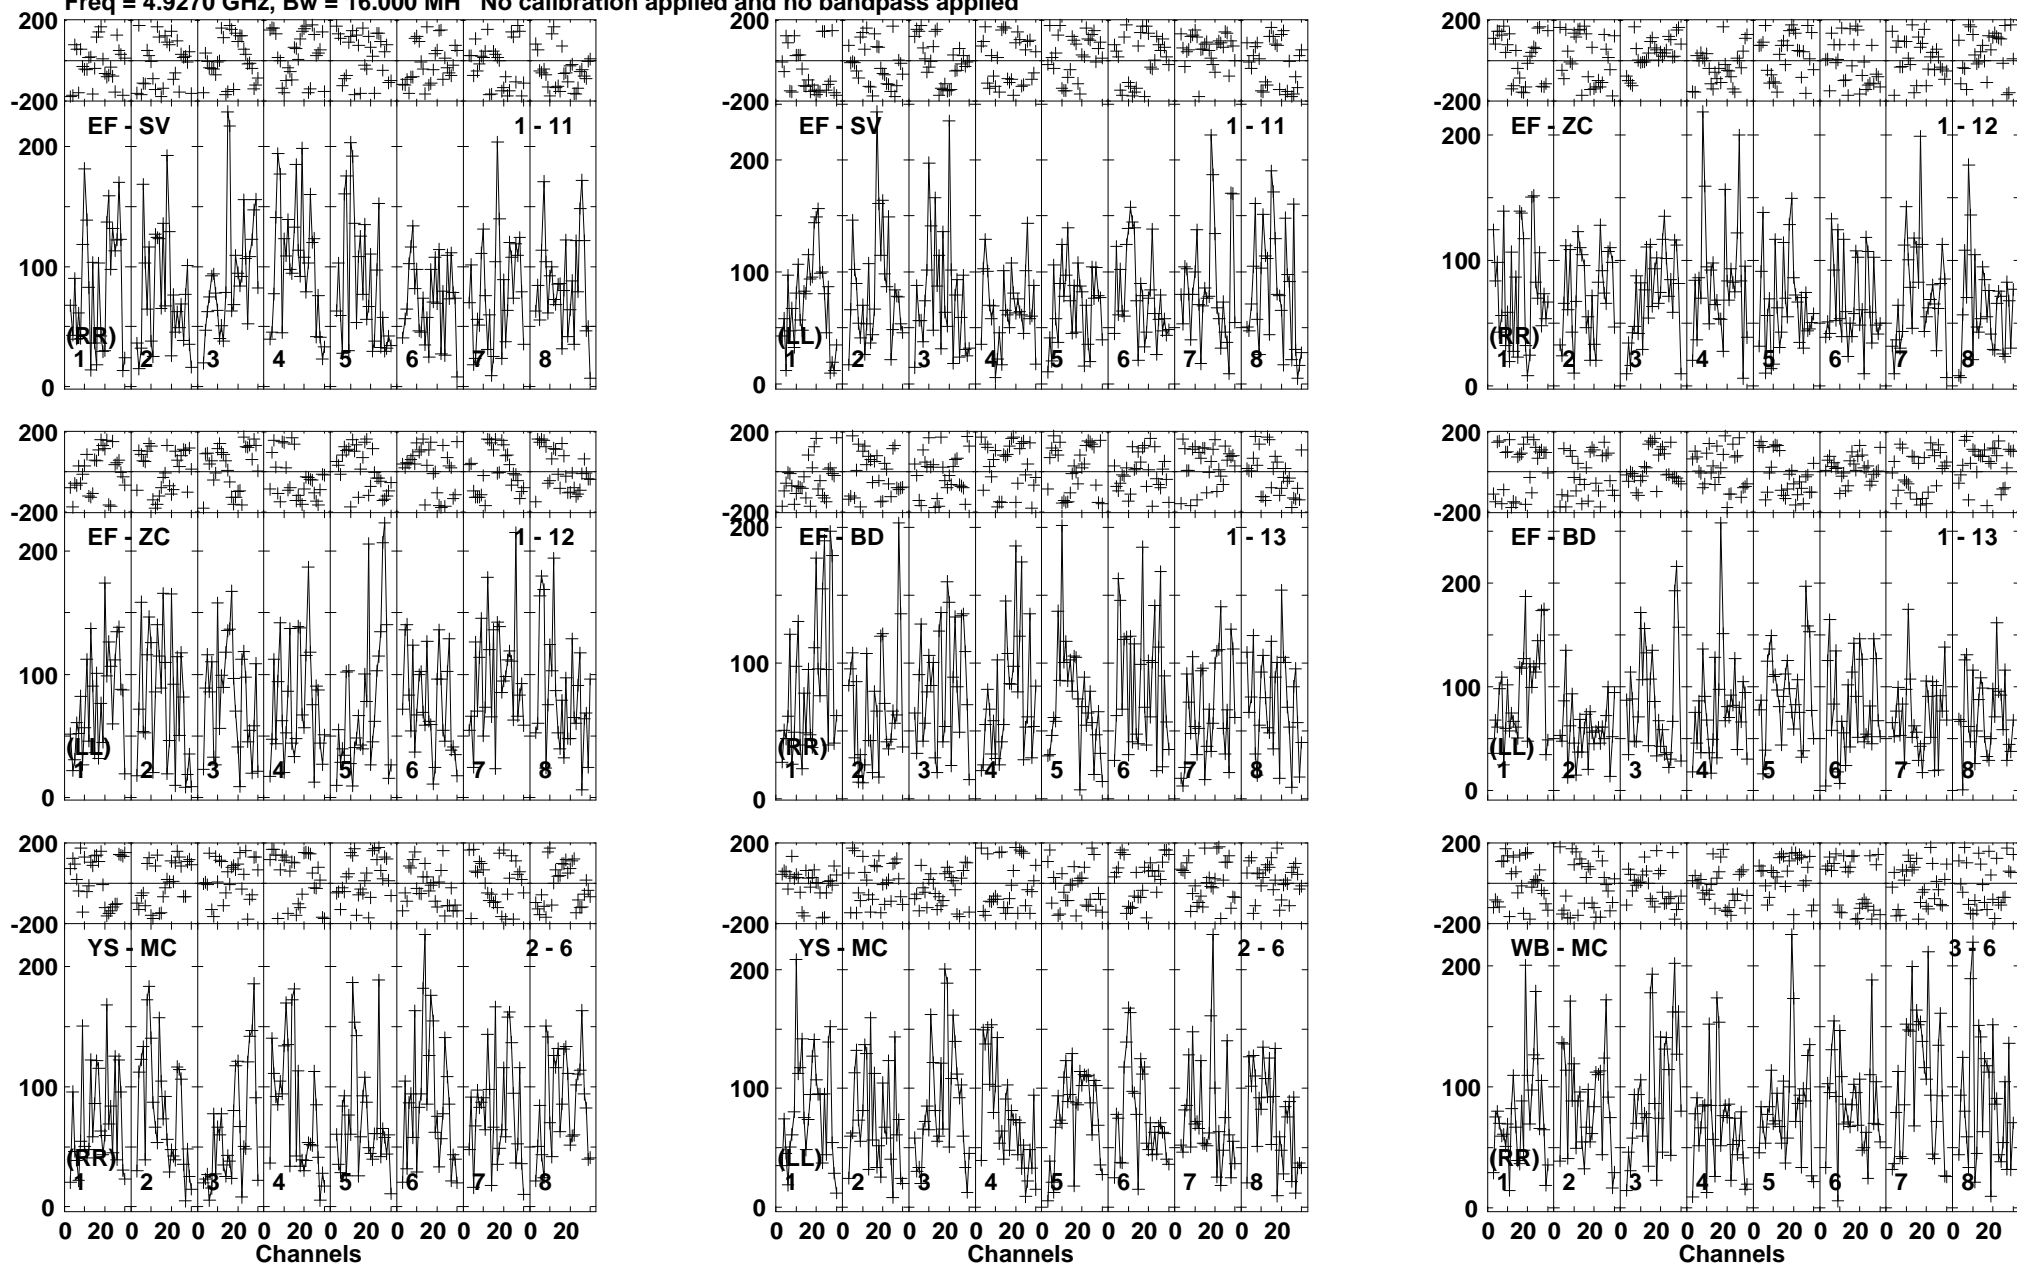 Freq = 4.9270 GHz, Bw = 16.000 MH No calibration applied and no bandpass applied
200 200 200
-200 -200 -200
EF - SV 1 - 11 EF - SV 1 - 11 EF - ZC 1 - 12
200 200 200
100 100 100
(RR) (LL) (RR)
1 2 3 4 5 6 7 8 1 2 3 4 5 6 7 8 1 2 3 4 5 6 7 8
0 0 0
200 200 200
-200 -200 -200
EF - ZC 1 - 12 EF - BD 1 - 13 EF - BD 1 - 13
200 200 200
100 100 100
(LL) (RR) (LL)
1 2 3 4 5 6 7 8 1 2 3 4 5 6 7 8 1 2 3 4 5 6 7 8
0 0 0
200 200 200
-200 -200 -200
YS - MC 2 - 6 YS - MC 2 - 6 WB - MC 3 - 6
200 200 200
100 100 100
(RR) (LL) (RR)
1 2 3 4 5 6 7 8 1 2 3 4 5 6 7 8 1 2 3 4 5 6 7 8
0 0 0
0 20 0 20 0 20 0 20 0 20 0 20 0 20 0 20 0 20 0 20 0 20 0 20 0 20 0 20 0 20 0 20 0 20 0 20 0 20 0 20 0 20 0 20 0 20 0 20
Channels Channels Channels